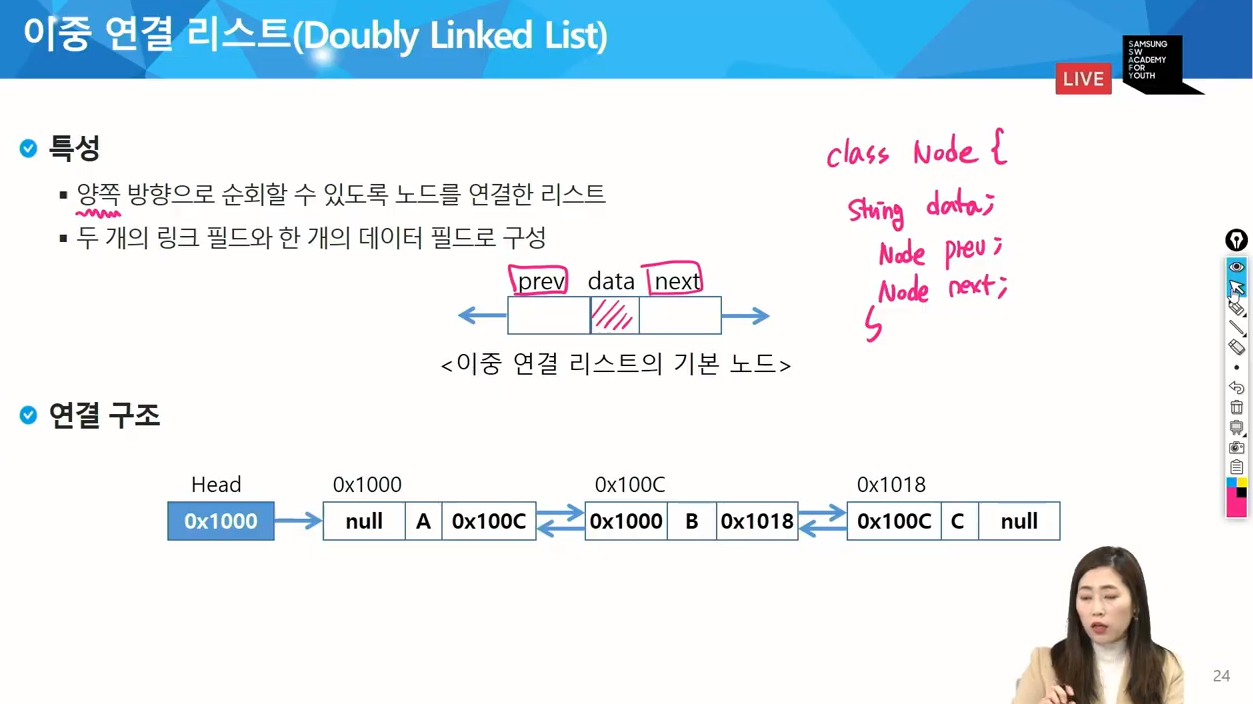 이중 연결 리스트(Doubly Linked List)
SAMSUNG
SW
ACADEMY
FOR
YOUTH
LIVE
특성
양쪽 방향으로 순회할 수 있도록 노드를 연결한 리스트
두 개의 링크 필드와 한 개의 데이터 필드로 구성
class Node {
String data;
Node prev;
Node next;
}
prev data next
<이중 연결 리스트의 기본 노드>
연결 구조
Head 0x1000 0x100C 0x1018
0x1000 null A 0x100C 0x1000 B 0x1018 0x100C C null
24